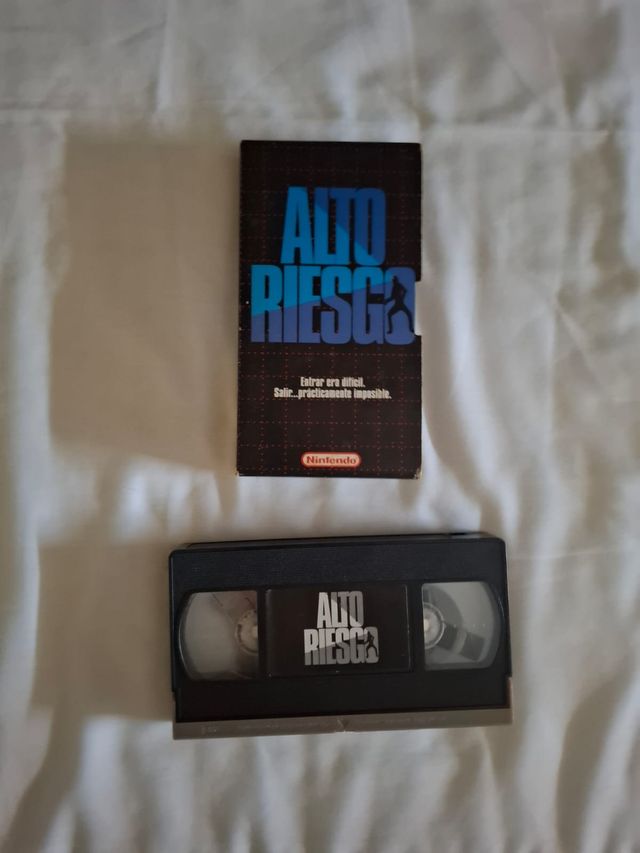 ALTO
RIESGO
Entrar era difícil.
Salir...prácticamente imposible.
Nintendo
ALTO
RIESGO